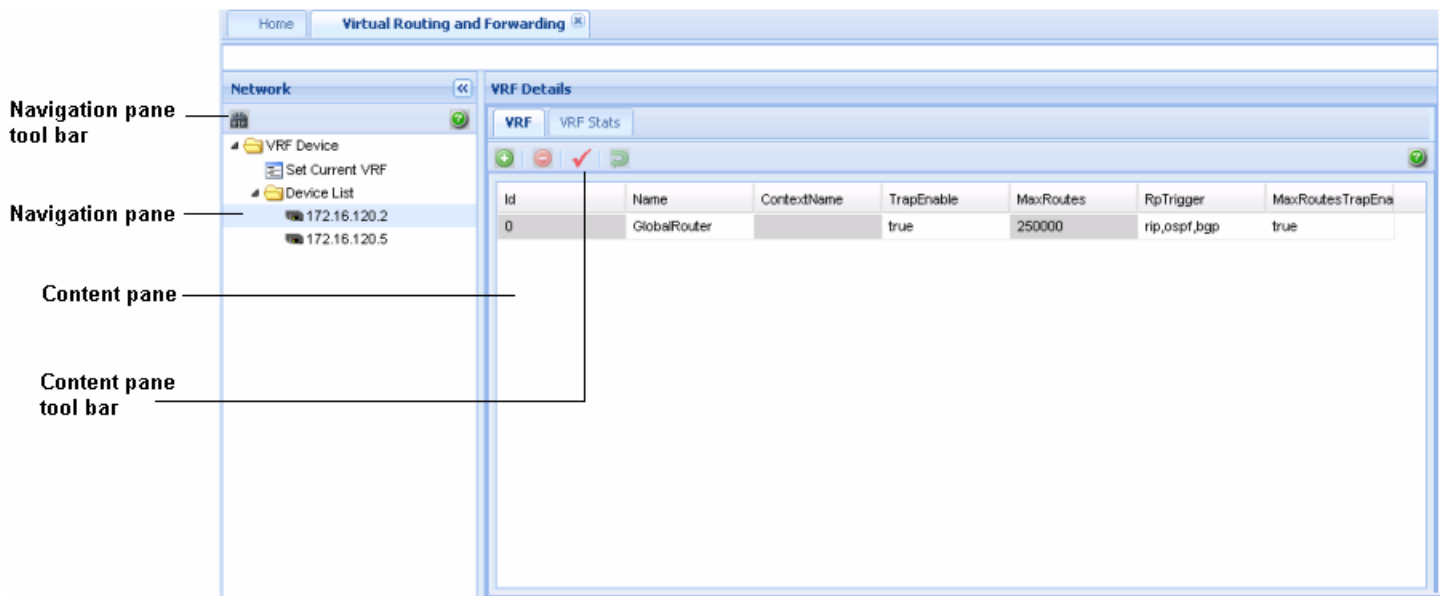 Home
Virtual Routing and Forwarding
Network
VRF Details
Navigation pane
tool bar
VRF
VRF Stats
VRF Device
Set Current VRF
Device List
172.16.120.2
172.16.120.5
Id Name ContextName TrapEnable MaxRoutes RpTrigger MaxRoutesTrapEna
0 GlobalRouter true 250000 rip,ospf,bgp true
Navigation pane
Content pane
Content pane
tool bar